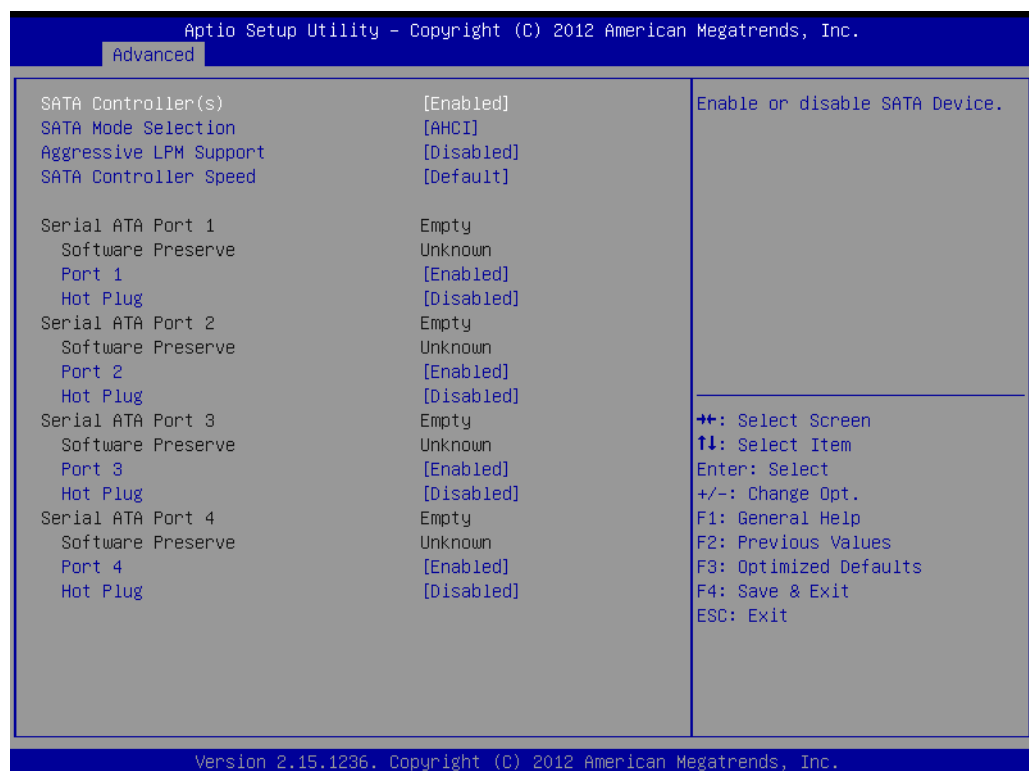 Aptio Setup Utility – Copyright (C) 2012 American Megatrends, Inc.
Advanced
SATA Controller(s) [Enabled]
SATA Mode Selection [AHCI]
Aggressive LPM Support [Disabled]
SATA Controller Speed [Default]
Serial ATA Port 1 Empty
Software Preserve Unknown
Port 1 [Enabled]
Hot Plug [Disabled]
Serial ATA Port 2 Empty
Software Preserve Unknown
Port 2 [Enabled]
Hot Plug [Disabled]
Serial ATA Port 3 Empty
Software Preserve Unknown
Port 3 [Enabled]
Hot Plug [Disabled]
Serial ATA Port 4 Empty
Software Preserve Unknown
Port 4 [Enabled]
Hot Plug [Disabled]
Enable or disable SATA Device.
→←: Select Screen
↑↓: Select Item
Enter: Select
+/-: Change Opt.
F1: General Help
F2: Previous Values
F3: Optimized Defaults
F4: Save & Exit
ESC: Exit
Version 2.15.1236. Copyright (C) 2012 American Megatrends, Inc.